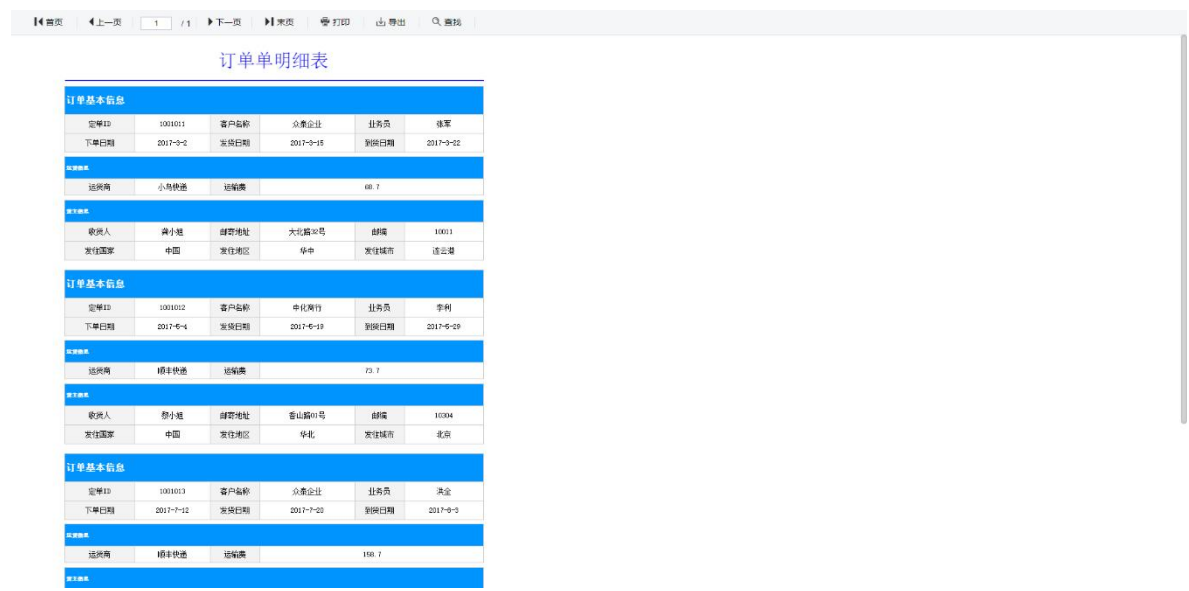 首页 上一页 1 /1 下一页 末页 打印 导出 查找
订单单明细表
订单基本信息
定单ID 1001011 客户名称 众泰企业 业务员 张军
下单日期 2017-3-2 发货日期 2017-3-15 到货日期 2017-3-22
运货商 小鸟快递 运输费 68.7
收货人 龚小姐 邮寄地址 大北路32号 邮编 10011
发往国家 中国 发往地区 华中 发往城市 连云港
订单基本信息
定单ID 1001012 客户名称 中化商行 业务员 李利
下单日期 2017-5-4 发货日期 2017-5-19 到货日期 2017-5-29
运货商 顺丰快递 运输费 73.7
收货人 黎小姐 邮寄地址 香山路01号 邮编 10304
发往国家 中国 发往地区 华北 发往城市 北京
订单基本信息
定单ID 1001013 客户名称 众泰企业 业务员 洪全
下单日期 2017-7-12 发货日期 2017-7-20 到货日期 2017-8-3
运货商 顺丰快递 运输费 158.7